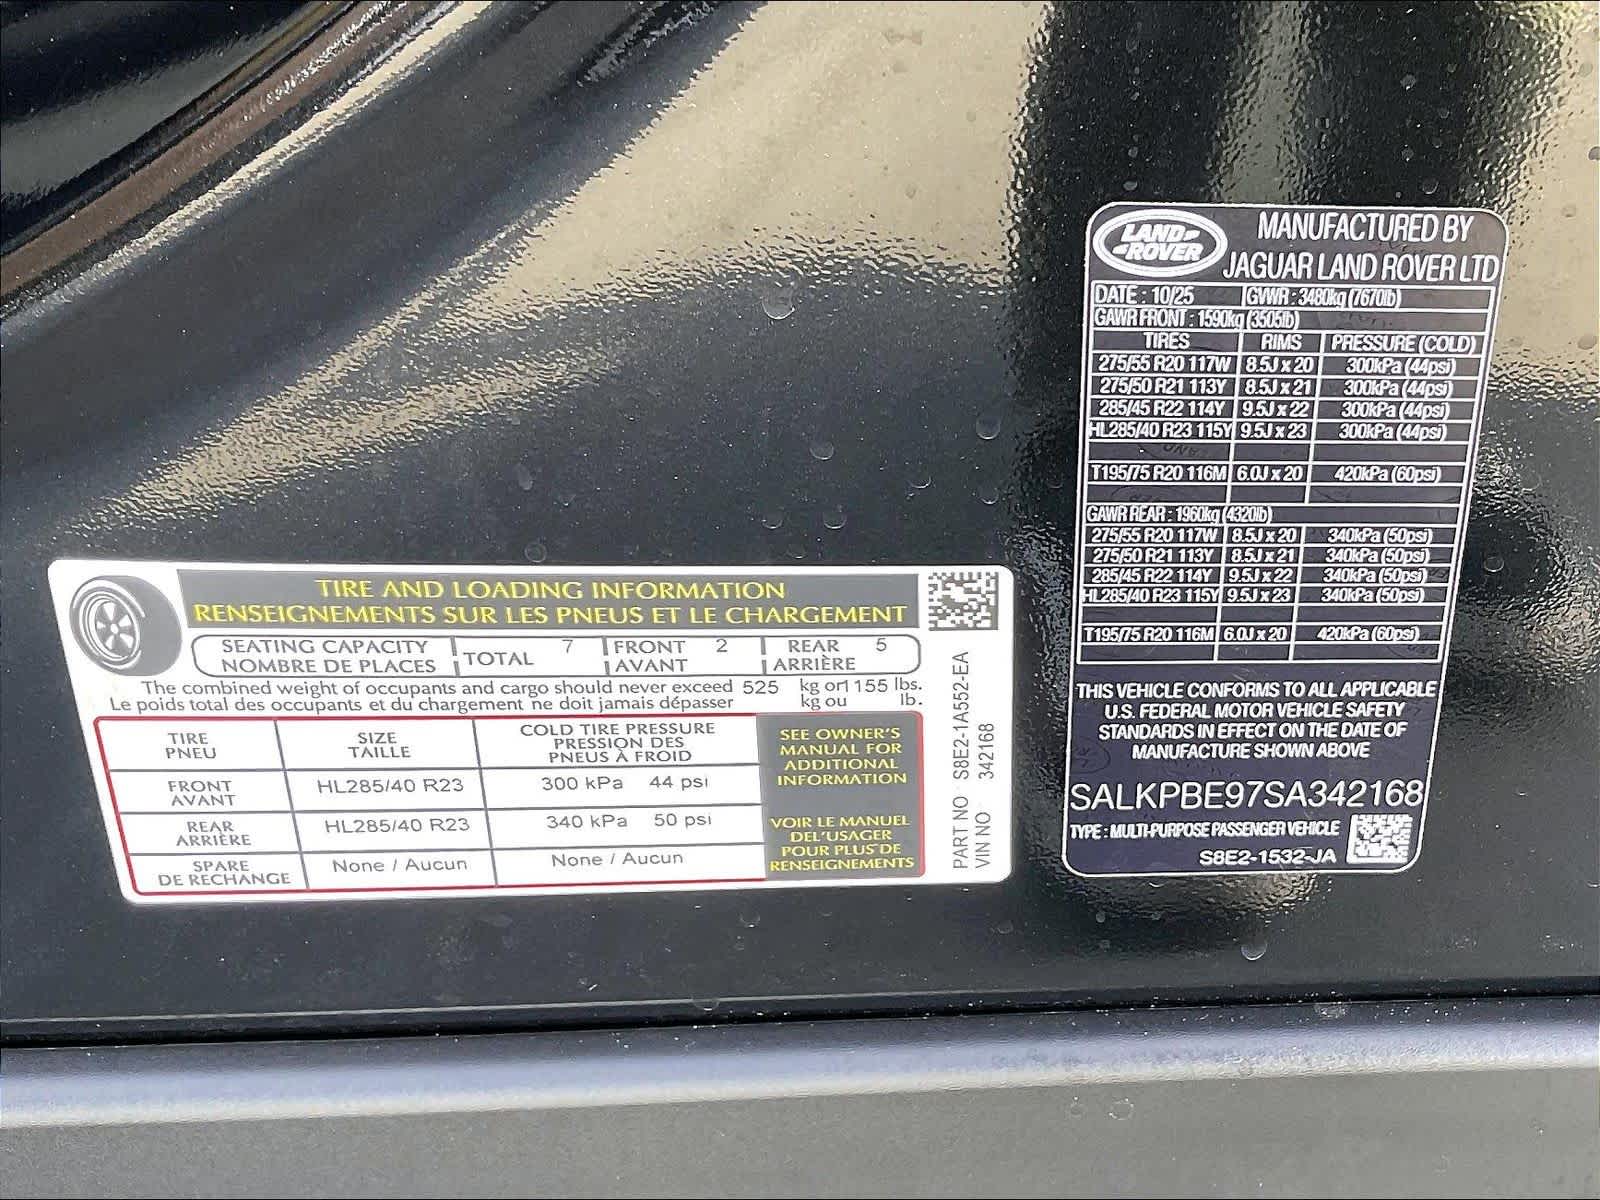 TIRE AND LOADING INFORMATION
RENSEIGNEMENTS SUR LES PNEUS ET LE CHARGEMENT
SEATING CAPACITY
NOMBRE DE PLACES
TOTAL 7
FRONT 2
AVANT
REAR 5
ARRIÈRE
The combined weight of occupants and cargo should never exceed 525 kg or 1155 lbs.
Le poids total des occupants et du chargement ne doit jamais dépasser kg ou lb.
TIRE
PNEU
SIZE
TAILLE
COLD TIRE PRESSURE
PRESSION DES
PNEUS À FROID
FRONT
AVANT
HL285/40 R23
300 kPa 44 psi
REAR
ARRIÈRE
HL285/40 R23
340 kPa 50 psi
SPARE
DE RECHANGE
None / Aucun
None / Aucun
SEE OWNER'S
MANUAL FOR
ADDITIONAL
INFORMATION
VOIR LE MANUEL
DEL'USAGER
POUR PLUS DE
RENSEIGNEMENTS
PART NO S8E2-1A552-EA
VIN NO 342168
LAND
ROVER
MANUFACTURED BY
JAGUAR LAND ROVER LTD
DATE : 10/25 GVWR : 3480kg (7670lb)
GAWR FRONT : 1590kg (3505lb)
TIRES RIMS PRESSURE (COLD)
275/55 R20 117W 8.5J x 20 300kPa (44psi)
275/50 R21 113Y 8.5J x 21 300kPa (44psi)
285/45 R22 114Y 9.5J x 22 300kPa (44psi)
HL285/40 R23 115Y 9.5J x 23 300kPa (44psi)
T195/75 R20 116M 6.0J x 20 420kPa (60psi)
GAWR REAR : 1960kg (4320lb)
275/55 R20 117W 8.5J x 20 340kPa (50psi)
275/50 R21 113Y 8.5J x 21 340kPa (50psi)
285/45 R22 114Y 9.5J x 22 340kPa (50psi)
HL285/40 R23 115Y 9.5J x 23 340kPa (50psi)
T195/75 R20 116M 6.0J x 20 420kPa (60psi)
THIS VEHICLE CONFORMS TO ALL APPLICABLE
U.S. FEDERAL MOTOR VEHICLE SAFETY
STANDARDS IN EFFECT ON THE DATE OF
MANUFACTURE SHOWN ABOVE
SALKPBE97SA342168
TYPE : MULTI-PURPOSE PASSENGER VEHICLE
S8E2-1532-JA